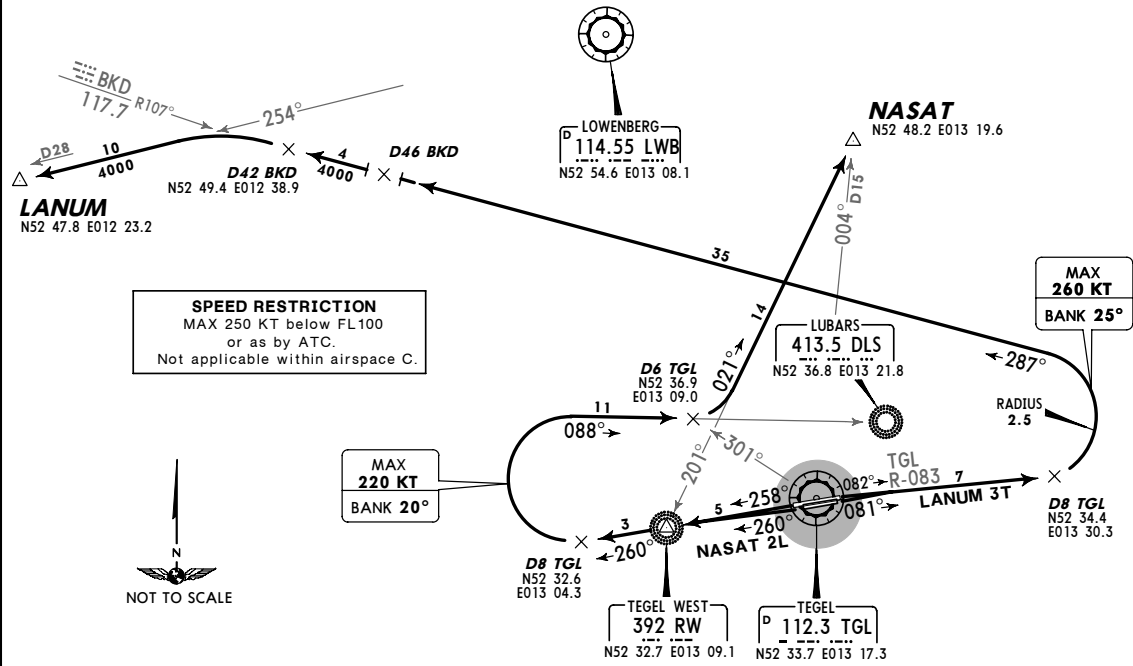 LOWENBERG
D 114.55 LWB
N52 54.6 E013 08.1
BKD
117.7
R107°
254°
D28
10
4000
D42 BKD
N52 49.4 E012 38.9
4
4000
D46 BKD
LANUM
N52 47.8 E012 23.2
NASAT
N52 48.2 E013 19.6
004°
D15
35
14
SPEED RESTRICTION
MAX 250 KT below FL100
or as by ATC.
Not applicable within airspace C.
MAX
260 KT
BANK 25°
LUBARS
413.5 DLS
N52 36.8 E013 21.8
287°
D6 TGL
N52 36.9
E013 09.0
021°
RADIUS
2.5
11
088°
201°
301°
MAX
220 KT
BANK 20°
TGL
R-083
082°
7
LANUM 3T
081°
258°
5
260°
NASAT 2L
3
260°
D8 TGL
N52 34.4
E013 30.3
D8 TGL
N52 32.6
E013 04.3
N
NOT TO SCALE
TEGEL WEST
392 RW
N52 32.7 E013 09.1
TEGEL
D 112.3 TGL
N52 33.7 E013 17.3